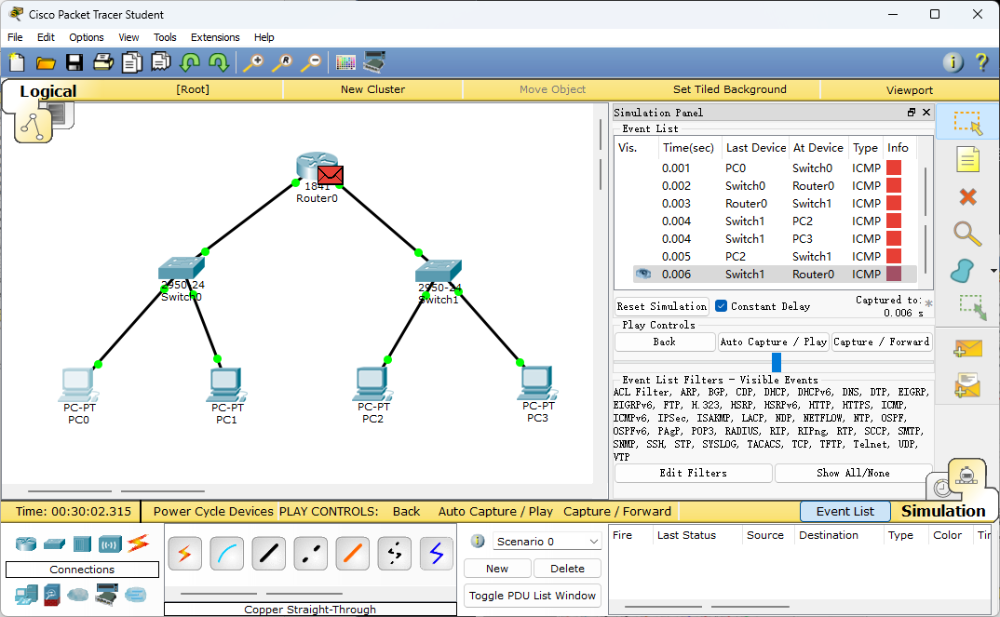 Cisco Packet Tracer Student
File Edit Options View Tools Extensions Help
Logical [Root] New Cluster Move Object Set Tiled Background Viewport
Simulation Panel
Event List
Vis. Time(sec) Last Device At Device Type Info
0.001 PC0 Switch0 ICMP
0.002 Switch0 Router0 ICMP
0.003 Router0 Switch1 ICMP
0.004 Switch1 PC2 ICMP
0.004 Switch1 PC3 ICMP
0.005 PC2 Switch1 ICMP
0.006 Switch1 Router0 ICMP
Reset Simulation Constant Delay Captured to: *
0.006 s
Play Controls
Back Auto Capture / Play Capture / Forward
Event List Filters - Visible Events
ACL Filter, ARP, BGP, CDP, DHCP, DHCPv6, DNS, DTP, EIGRP,
EIGRPv6, FTP, H.323, HSRP, HSRPv6, HTTP, HTTPS, ICMP,
ICMPv6, IPSec, ISAKMP, LACP, NDP, NETFLOW, NTP, OSPF,
OSPFv6, PAgP, POP3, RADIUS, RIP, RIPng, RTP, SCCP, SMTP,
SNMP, SSH, STP, SYSLOG, TACACS, TCP, TFTP, Telnet, UDP,
VTP
Edit Filters Show All/None
1841
Router0
2950-24
Switch0
2950-24
Switch1
PC-PT
PC0
PC-PT
PC1
PC-PT
PC2
PC-PT
PC3
Time: 00:30:02.315 Power Cycle Devices PLAY CONTROLS: Back Auto Capture / Play Capture / Forward Event List Simulation
Connections
Copper Straight-Through
Scenario 0
New Delete
Toggle PDU List Window
Fire Last Status Source Destination Type Color Tir